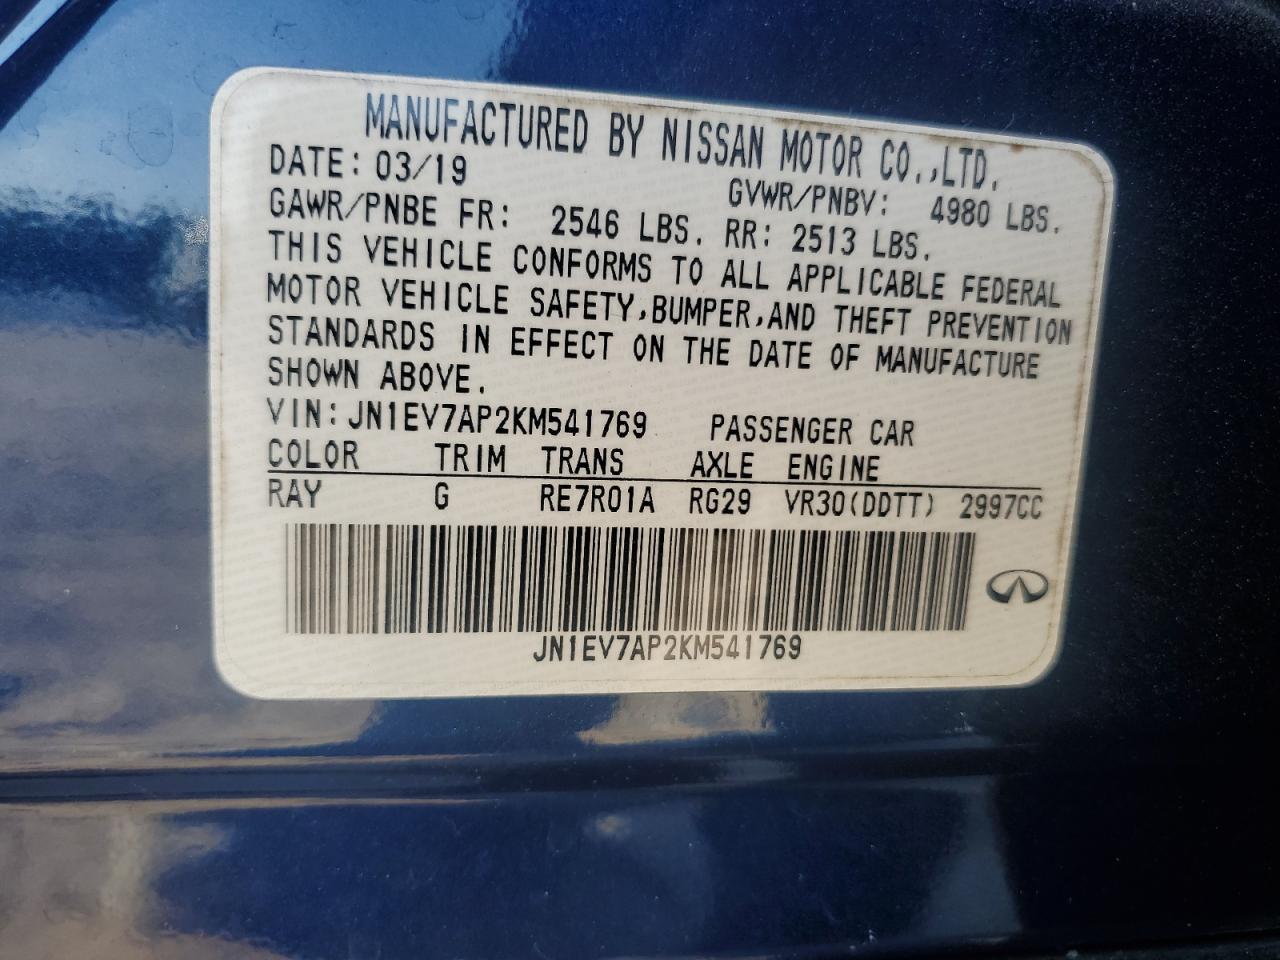 MANUFACTURED BY NISSAN MOTOR CO.,LTD.
DATE: 03/19 GVWR/PNBV: 4980 LBS.
GAWR/PNBE FR: 2546 LBS. RR: 2513 LBS.
THIS VEHICLE CONFORMS TO ALL APPLICABLE FEDERAL
MOTOR VEHICLE SAFETY,BUMPER,AND THEFT PREVENTION
STANDARDS IN EFFECT ON THE DATE OF MANUFACTURE
SHOWN ABOVE.
VIN:JN1EV7AP2KM541769 PASSENGER CAR
COLOR TRIM TRANS AXLE ENGINE
RAY G RE7R01A RG29 VR30(DDTT) 2997CC
JN1EV7AP2KM541769